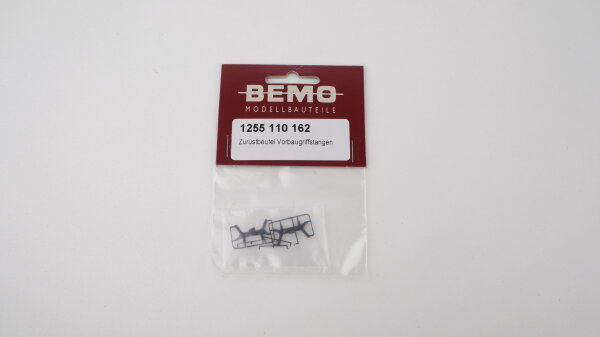 BEMO
MODELLBAUTEILE
1255 110 162
Zurüstbeutel Vorbaugriffstangen